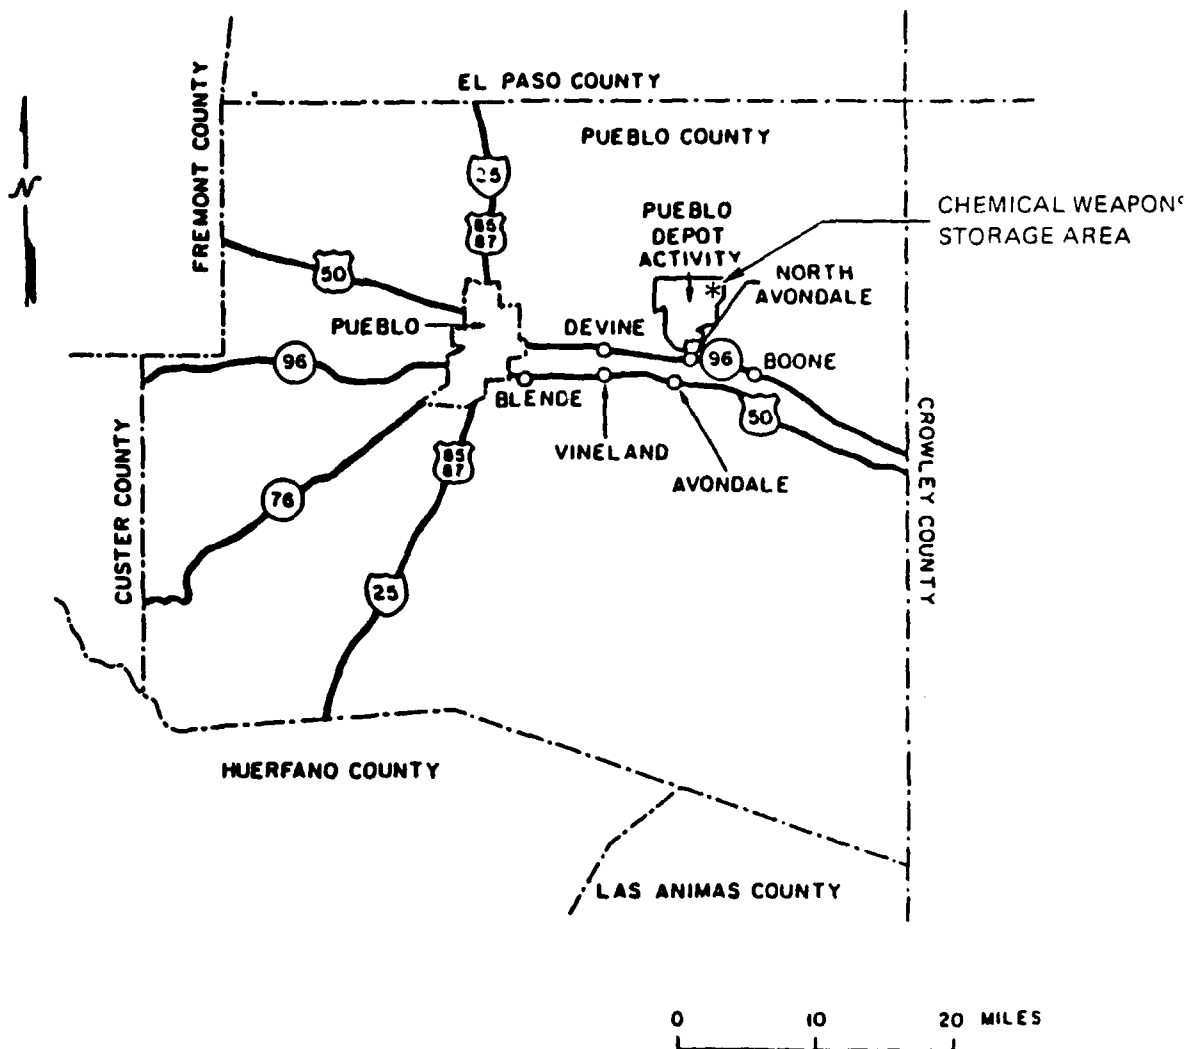 EL PASO COUNTY
FREMONT COUNTY
PUEBLO COUNTY
N
25
85
87
PUEBLO
DEPOT
ACTIVITY
CHEMICAL WEAPONS
STORAGE AREA
50
NORTH
AVONDALE
PUEBLO
DEVINE
96
96
BOONE
BLENDE
50
VINELAND
AVONDALE
85
87
CROWLEY COUNTY
CUSTER COUNTY
76
25
HUERFANO COUNTY
LAS ANIMAS COUNTY
0 10 20 MILES